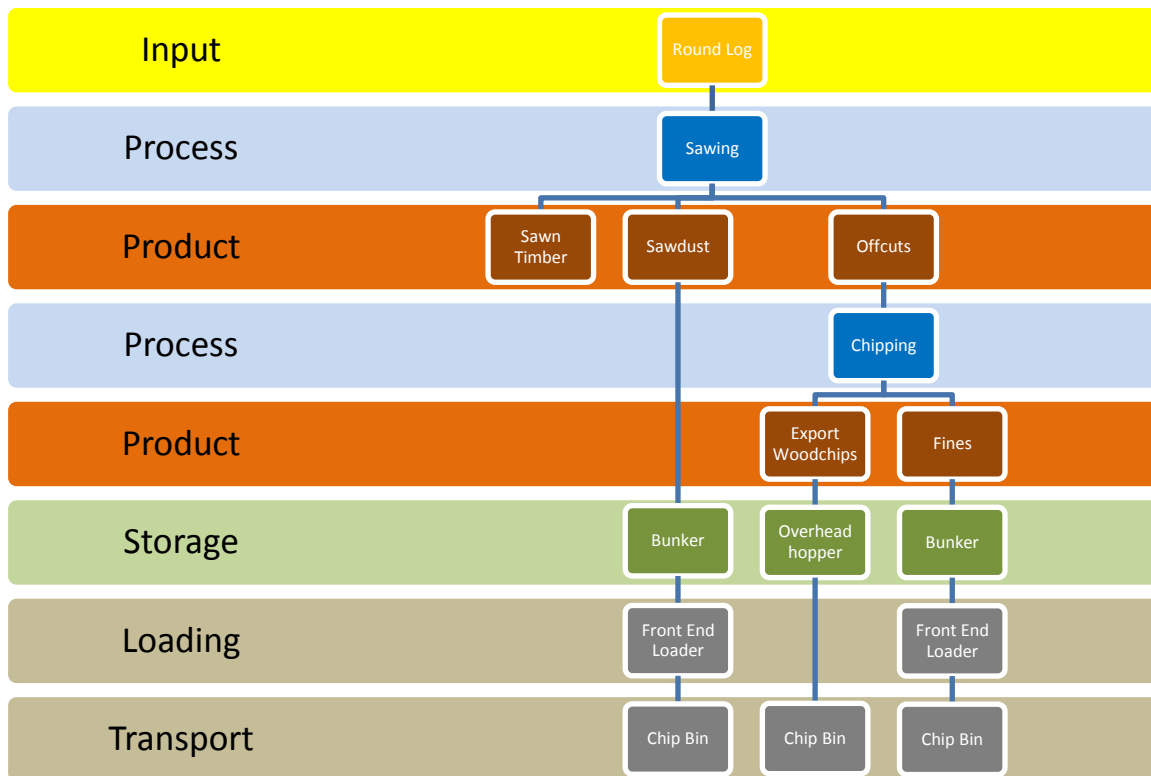 Input
Round Log
Process
Sawing
Product
Sawn
Timber
Sawdust
Offcuts
Process
Chipping
Product
Export
Woodchips
Fines
Storage
Bunker
Overhead
hopper
Bunker
Loading
Front End
Loader
Front End
Loader
Transport
Chip Bin
Chip Bin
Chip Bin